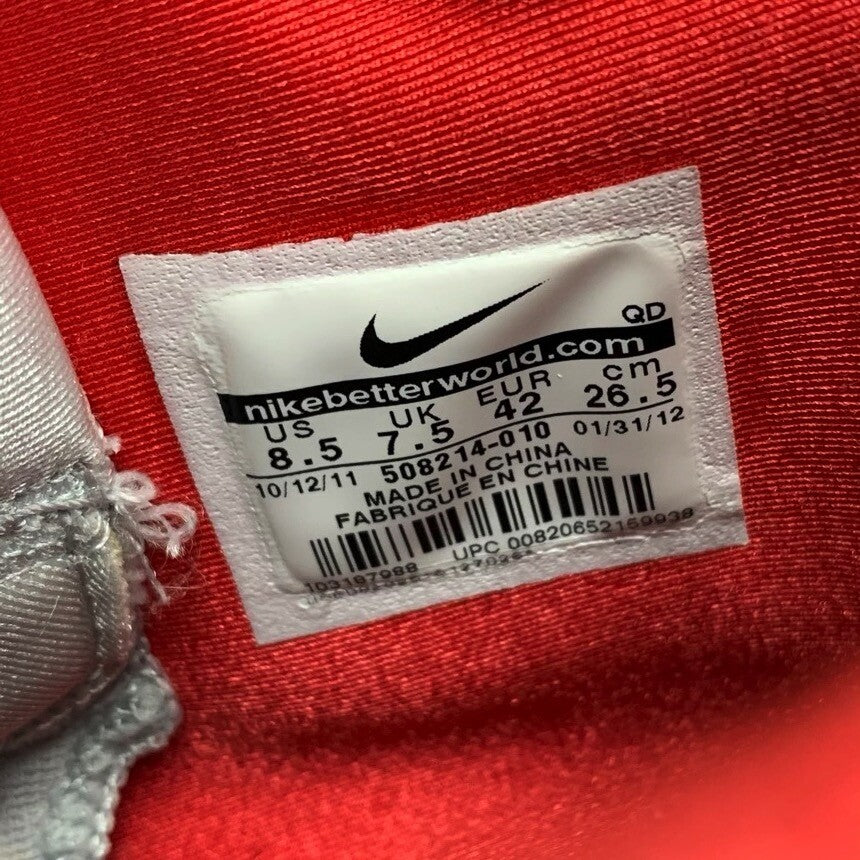 QD
nikebetterworld.com
US UK EUR cm
8.5 7.5 42 26.5
10/12/11 508214-010 01/31/12
MADE IN CHINA
FABRIQUE EN CHINE
UPC 00820652159938
103197988